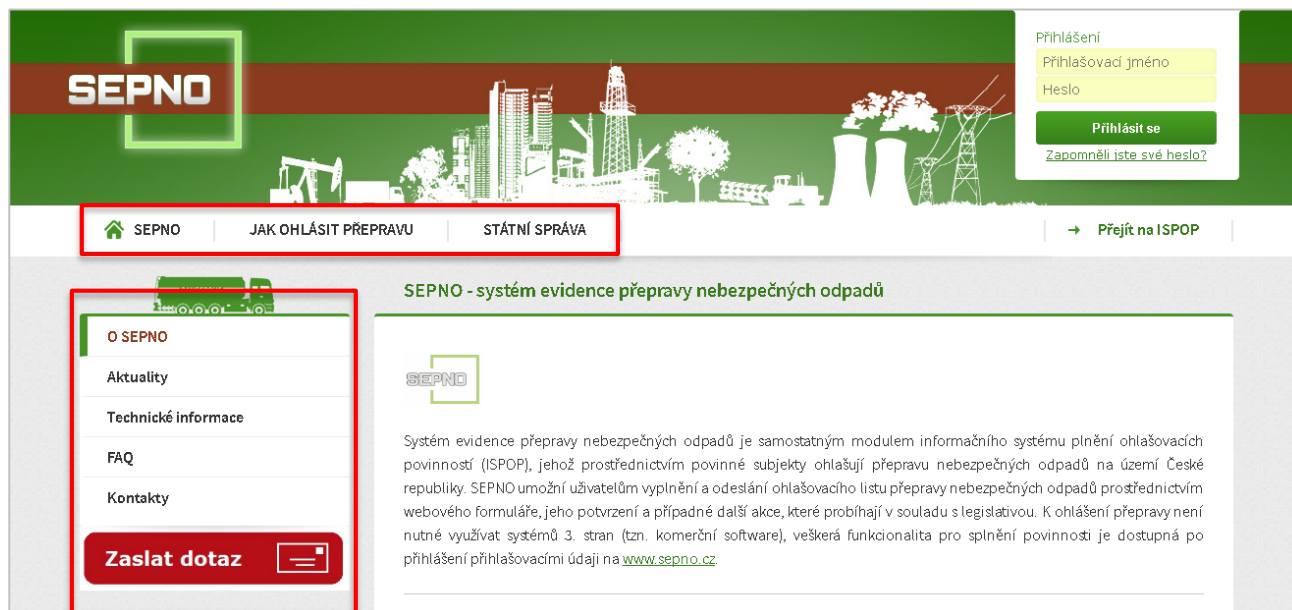 SEPNO
Přihlášení
Přihlašovací jméno
Heslo
Přihlásit se
Zapomněli jste své heslo?
SEPNO
JAK OHLÁSIT PŘEPRAVU
STÁTNÍ SPRÁVA
→ Přejít na ISPOP
O SEPNO
Aktuality
Technické informace
FAQ
Kontakty
Zaslat dotaz
SEPNO - systém evidence přepravy nebezpečných odpadů
SEPNO
Systém evidence přepravy nebezpečných odpadů je samostatným modulem informačního systému plnění ohlašovacích
povinností (ISPOP), jehož prostřednictvím povinné subjekty ohlašují přepravu nebezpečných odpadů na území České
republiky. SEPNO umožní uživatelům vyplnění a odeslání ohlašovacího listu přepravy nebezpečných odpadů prostřednictvím
webového formuláře, jeho potvrzení a případné další akce, které probíhají v souladu s legislativou. K ohlášení přepravy není
nutné využívat systémů 3. stran (tzn. komerční software), veškerá funkcionalita pro splnění povinnosti je dostupná po
přihlášení přihlašovacími údaji na www.sepno.cz.